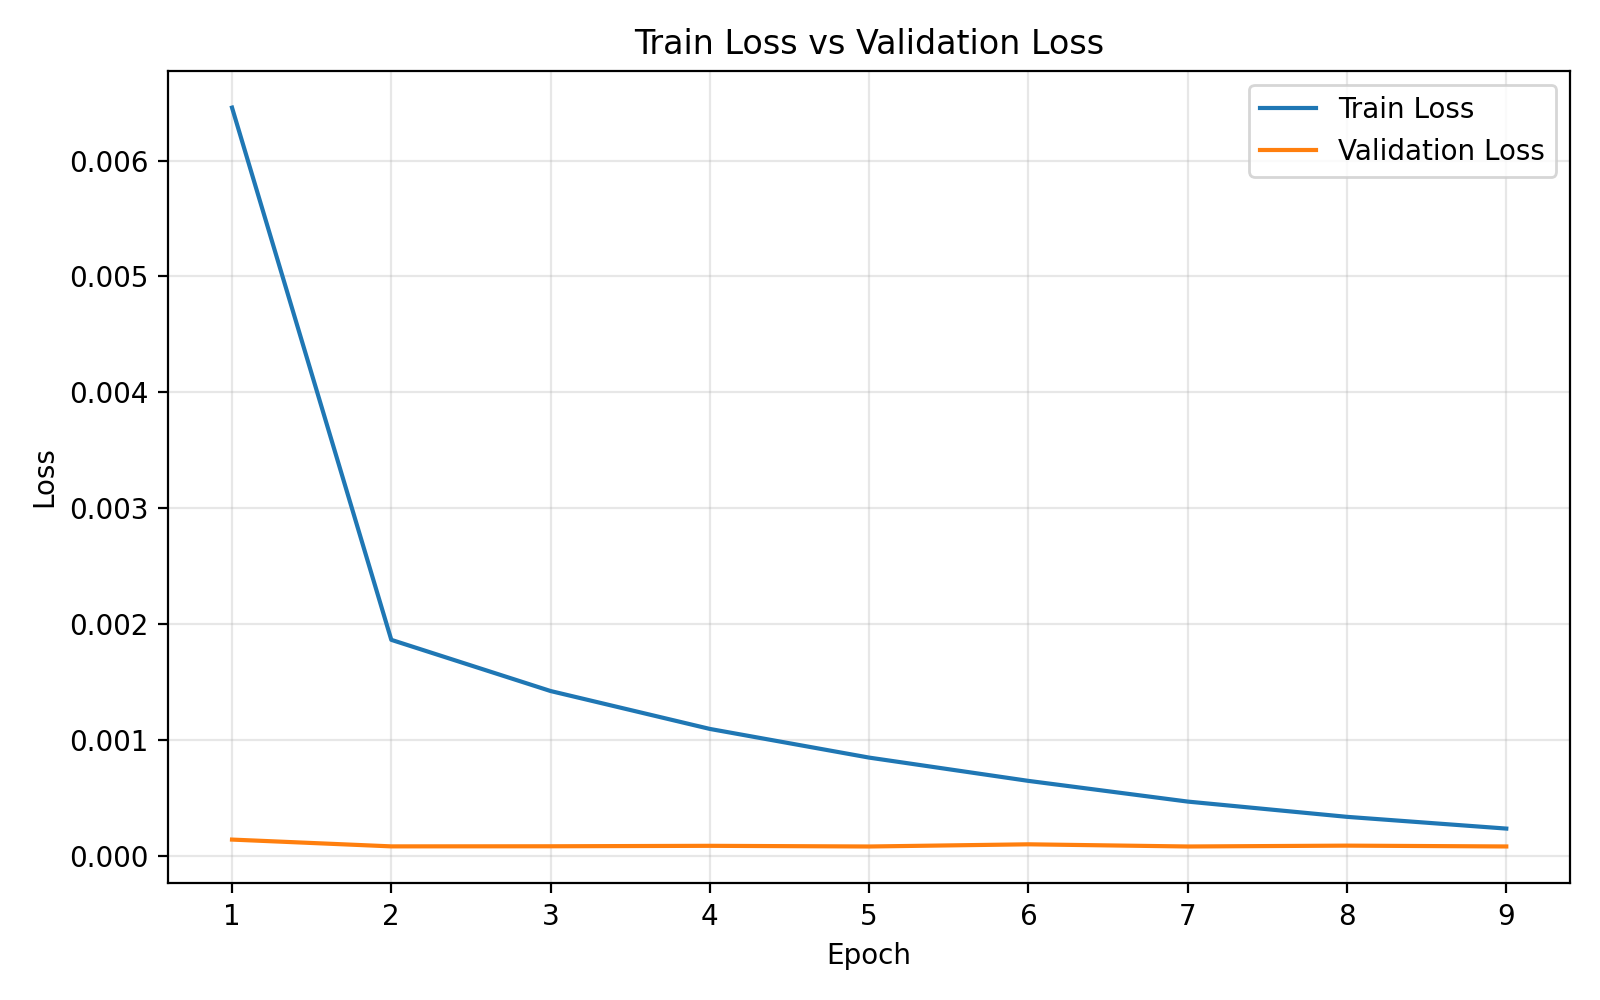 Train Loss vs Validation Loss
Train Loss
Validation Loss
0.006
0.005
0.004
0.003
0.002
0.001
0.000
Loss
1 2 3 4 5 6 7 8 9
Epoch